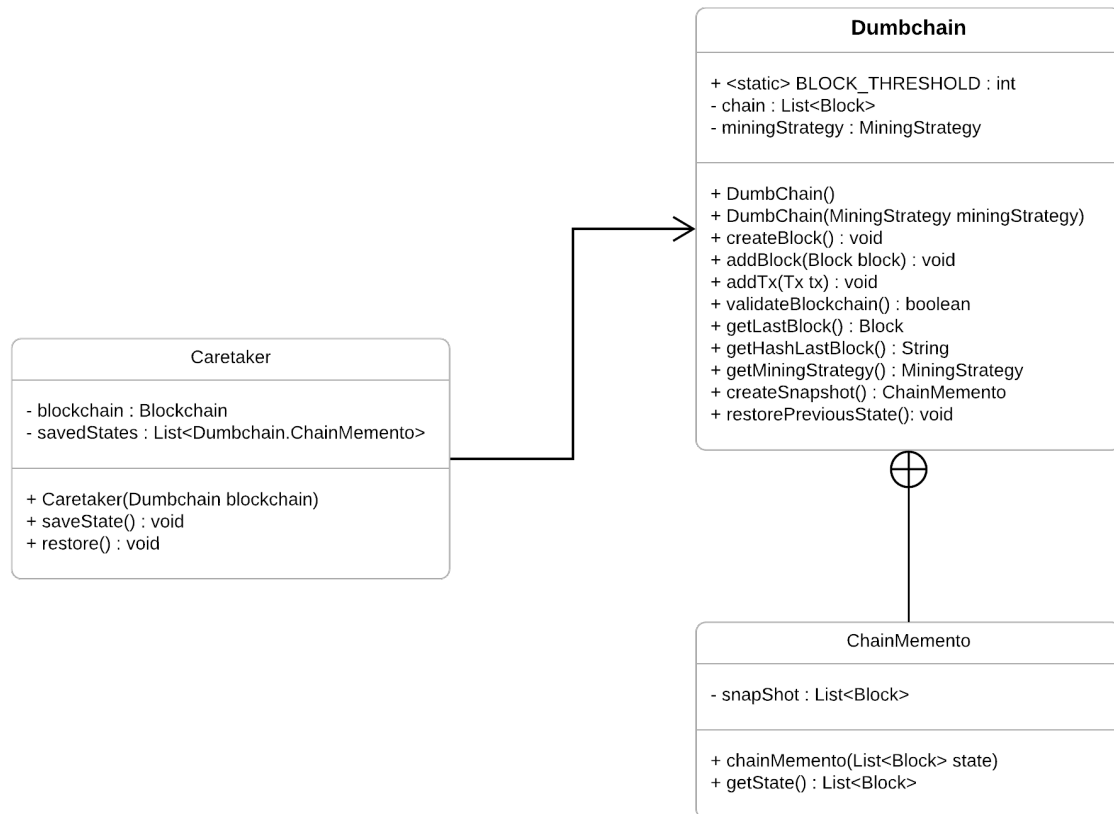 Dumbchain
+ <static> BLOCK_THRESHOLD : int
- chain : List<Block>
- miningStrategy : MiningStrategy
+ DumbChain()
+ DumbChain(MiningStrategy miningStrategy)
+ createBlock() : void
+ addBlock(Block block) : void
+ addTx(Tx tx) : void
+ validateBlockchain() : boolean
+ getLastBlock() : Block
+ getHashLastBlock() : String
+ getMiningStrategy() : MiningStrategy
+ createSnapshot() : ChainMemento
+ restorePreviousState(): void
Caretaker
- blockchain : Blockchain
- savedStates : List<Dumbchain.ChainMemento>
+ Caretaker(Dumbchain blockchain)
+ saveState() : void
+ restore() : void
ChainMemento
- snapShot : List<Block>
+ chainMemento(List<Block> state)
+ getState() : List<Block>